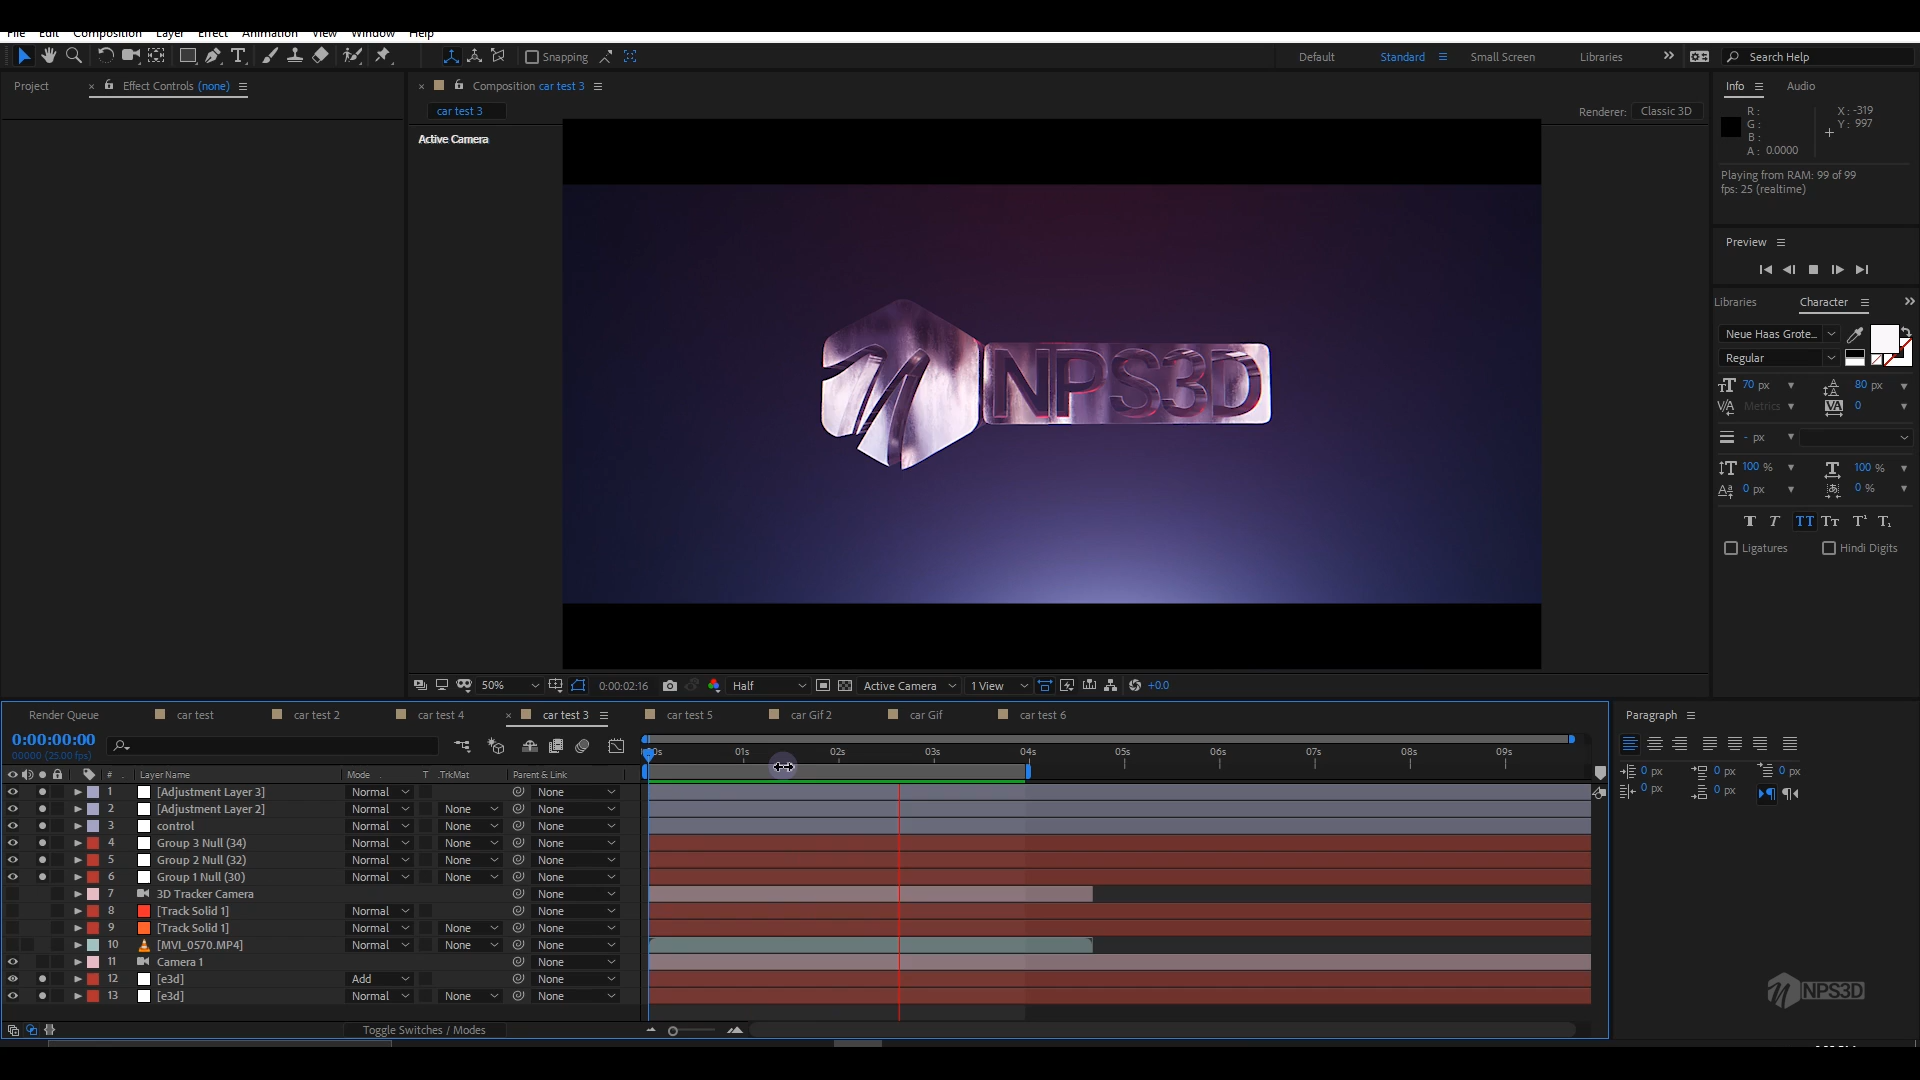 File Edit Composition Layer Effect Animation View Window Help
Snapping
Default Standard Small Screen Libraries Search Help
Project Effect Controls (none)
Composition car test 3
car test 3
Renderer: Classic 3D
Active Camera
NPS3D
Info Audio
R : X : -319
G : Y : 997
B :
A : 0.0000
Playing from RAM: 99 of 99
fps: 25 (realtime)
Preview
Libraries Character
Neue Haas Grote...
Regular
70 px 80 px
Metrics 0
- px
100 % 100 %
0 px 0 %
Ligatures Hindi Digits
50% 0:00:02:16 Half Active Camera 1 View +0.0
Render Queue car test car test 2 car test 4 car test 3 car test 5 car Gif 2 car Gif car test 6
0:00:00:00
00000 (25.00 fps)
01s 02s 03s 04s 05s 06s 07s 08s 09s
# Layer Name Mode T .TrkMat Parent & Link
1 [Adjustment Layer 3] Normal None
2 [Adjustment Layer 2] Normal None None
3 control Normal None None
4 Group 3 Null (34) Normal None None
5 Group 2 Null (32) Normal None None
6 Group 1 Null (30) Normal None None
7 3D Tracker Camera None
8 [Track Solid 1] Normal None
9 [Track Solid 1] Normal None None
10 [MVI_0570.MP4] Normal None None
11 Camera 1 None
12 [e3d] Add None
13 [e3d] Normal None None
Toggle Switches / Modes
Paragraph
0 px 0 px 0 px
0 px 0 px
NPS3D